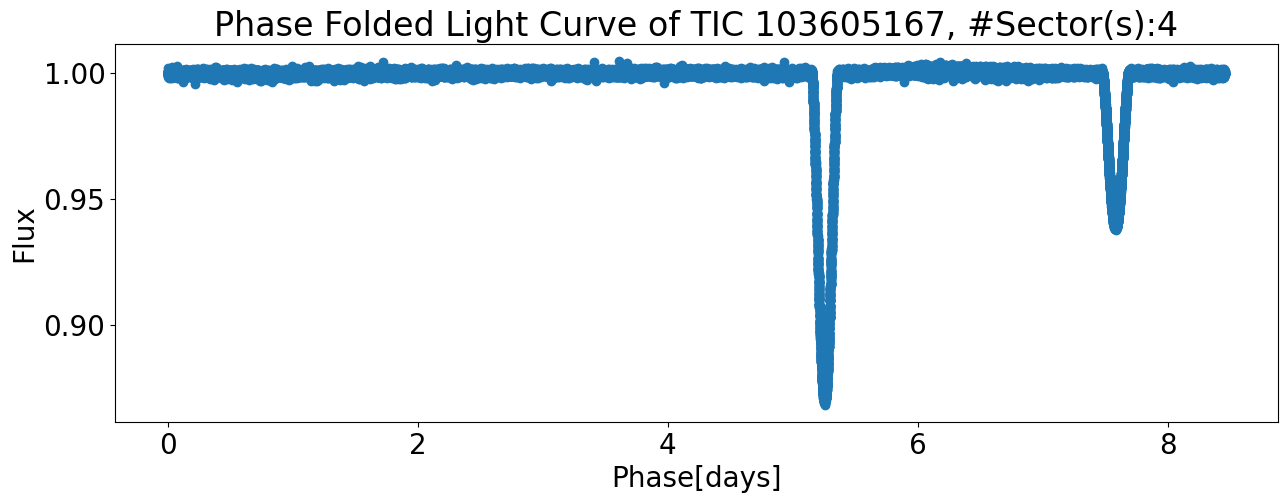 Phase Folded Light Curve of TIC 103605167, #Sector(s):4
1.00
0.95
0.90
Flux
0 2 4 6 8
Phase[days]